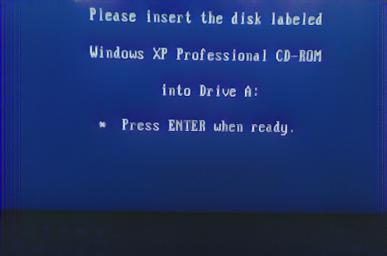 Please insert the disk labeled
Windows XP Professional CD-ROM
into Drive A:
* Press ENTER when ready.